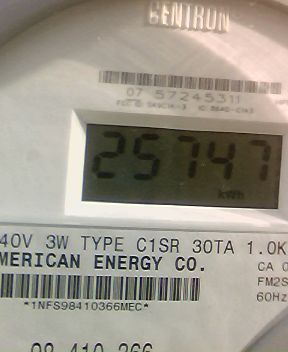 CENTRON
07 57245311
25747
kWh
40V 3W TYPE C1SR 30TA 1.0K
MERICAN ENERGY CO.
CA 0
FM2S
60Hz
*1NFS98410366MEC*
98 410 366